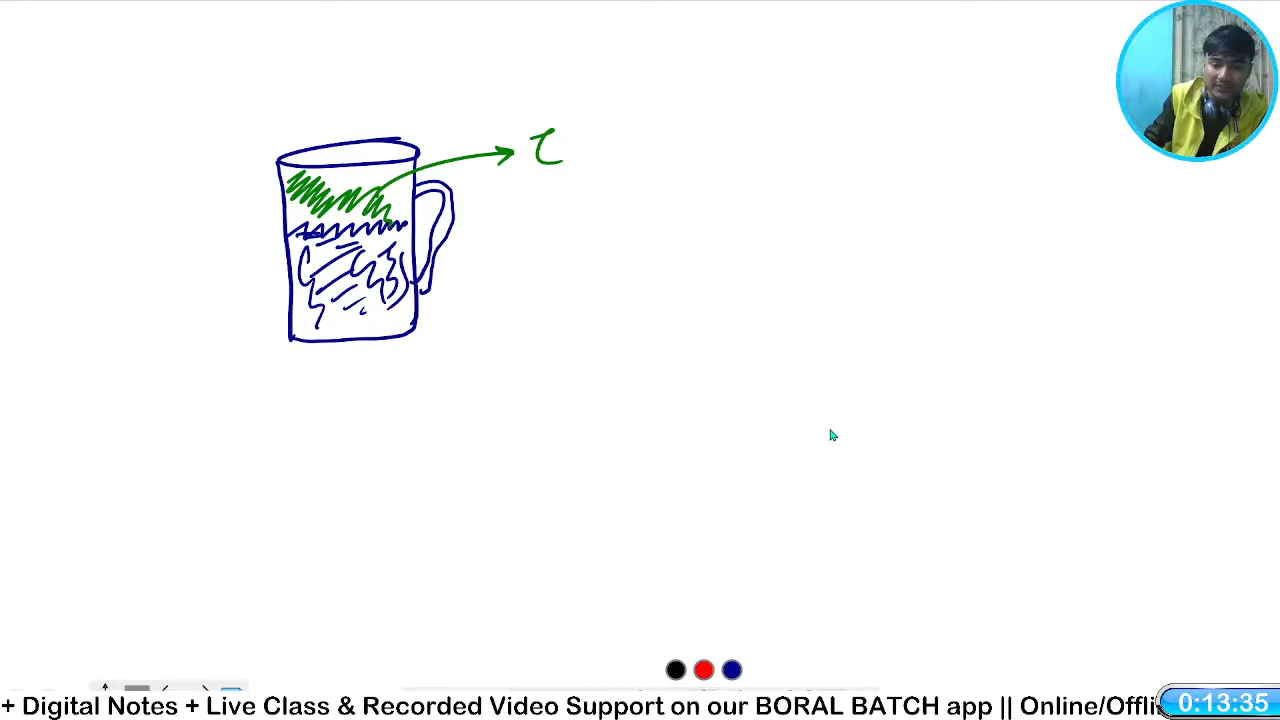 τ
+ Digital Notes + Live Class & Recorded Video Support on our BORAL BATCH app || Online/Offli
0:13:35